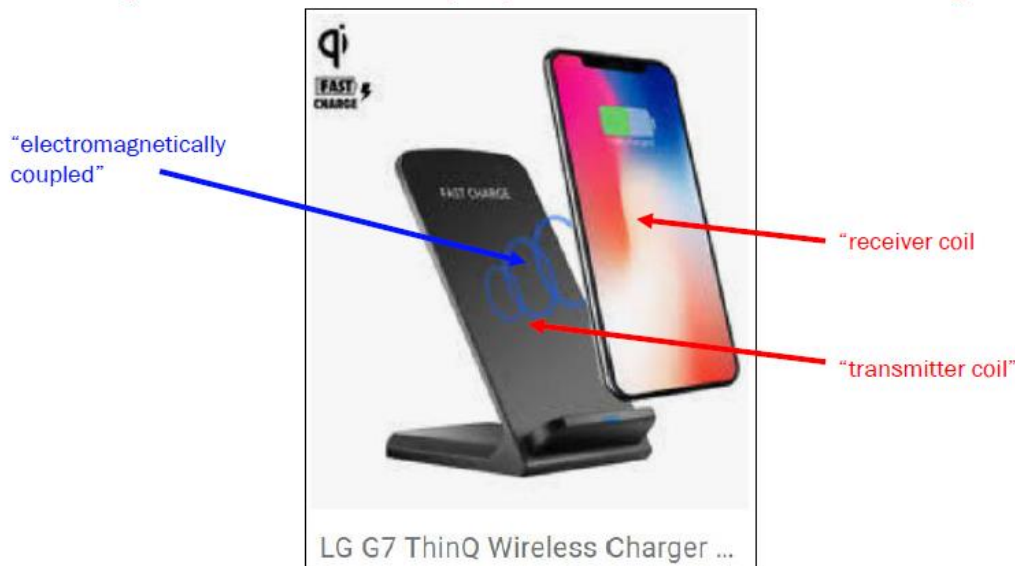 qi
FAST
CHARGE
"electromagnetically
coupled"
FAST CHARGE
"receiver coil
"transmitter coil"
LG G7 ThinQ Wireless Charger ...